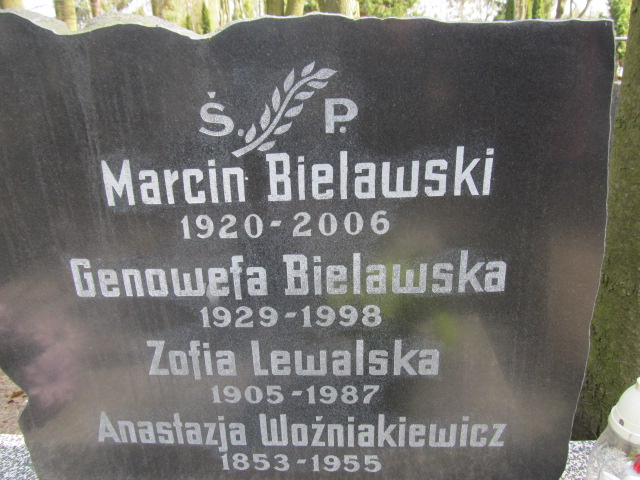 Ś. P.
Marcin Bielawski
1920-2006
Genowefa Bielawska
1929-1998
Zofia Lewalska
1905-1987
Anastazja Woźniakiewicz
1853-1955